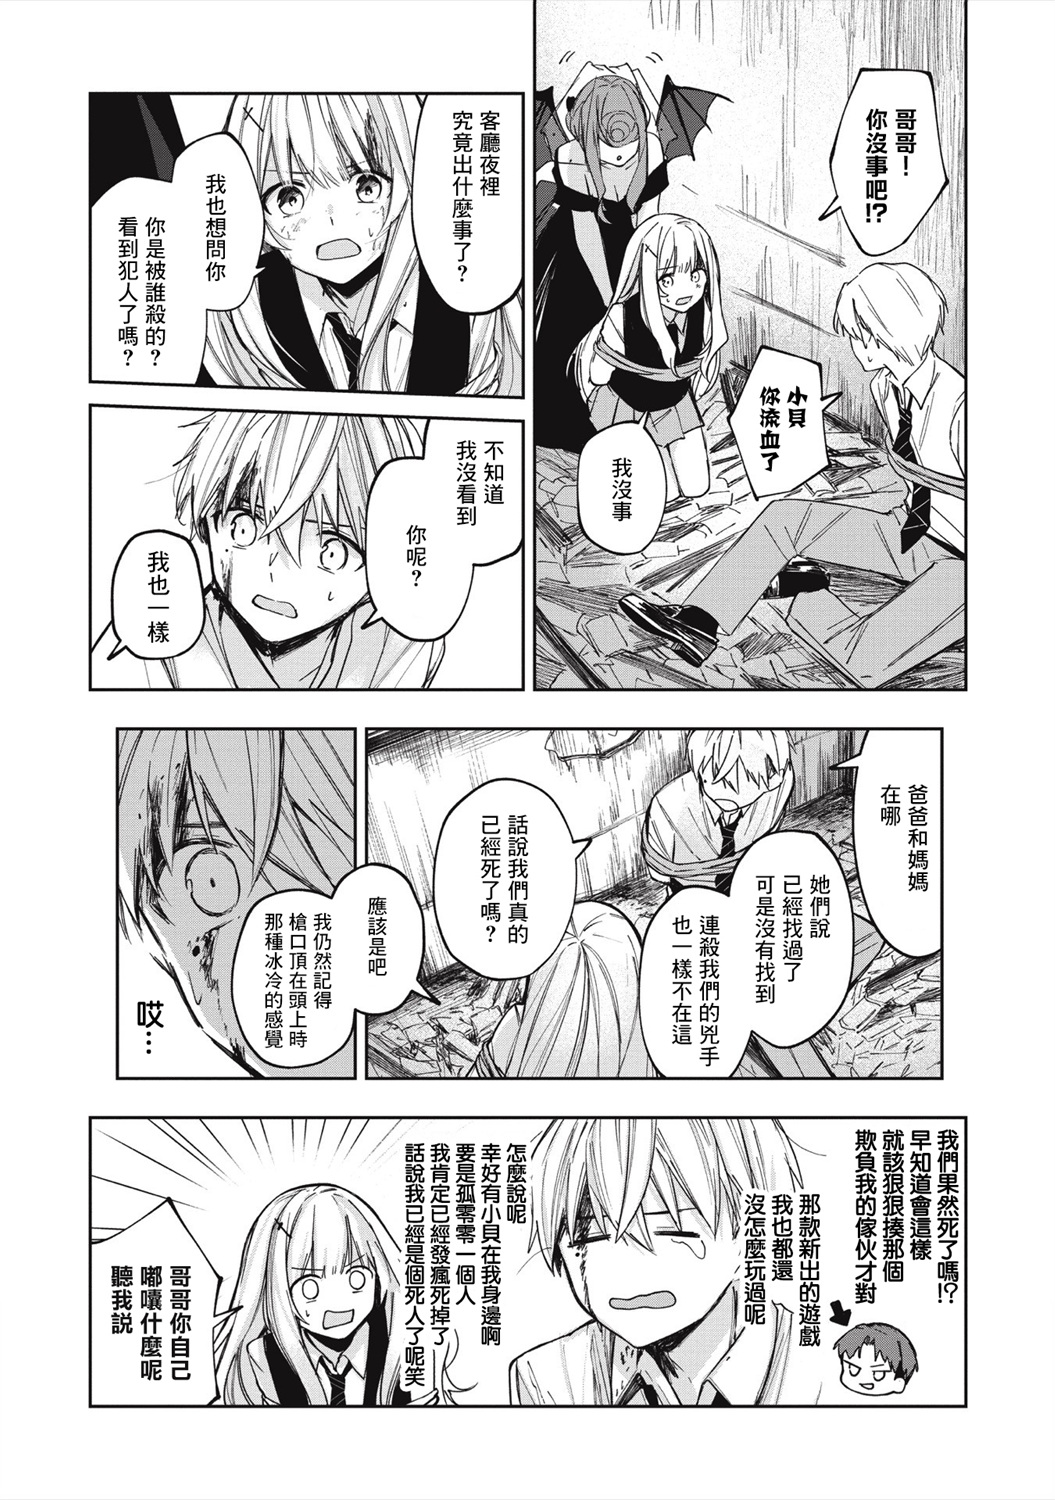 哥哥！
你沒事吧!?
小貝
你流血了
我沒事
客廳夜裡
究竟出什麼事了？
我也想問你
你是被誰殺的？
看到犯人了嗎？
不知道
我沒看到
你呢？
我也一樣
爸爸和媽媽
在哪
她們說
已經找過了
可是沒有找到
連殺我們的兇手
也一樣不在這
話說我們真的
已經死了嗎？
應該是吧
我仍然記得
槍口頂在頭上時
那種冰冷的感覺
哎…
我們果然死了嗎!?
早知道會這樣
就該狠狠揍那個
欺負我的傢伙才對
那款新出的遊戲
我也都還
沒怎麼玩過呢
怎麼說呢
幸好有小貝在我身邊啊
要是孤零零一個人
我肯定已經發瘋死掉了
話說我已經是個死人了呢笑
哥哥你自己
嘟囔什麼呢
聽我說